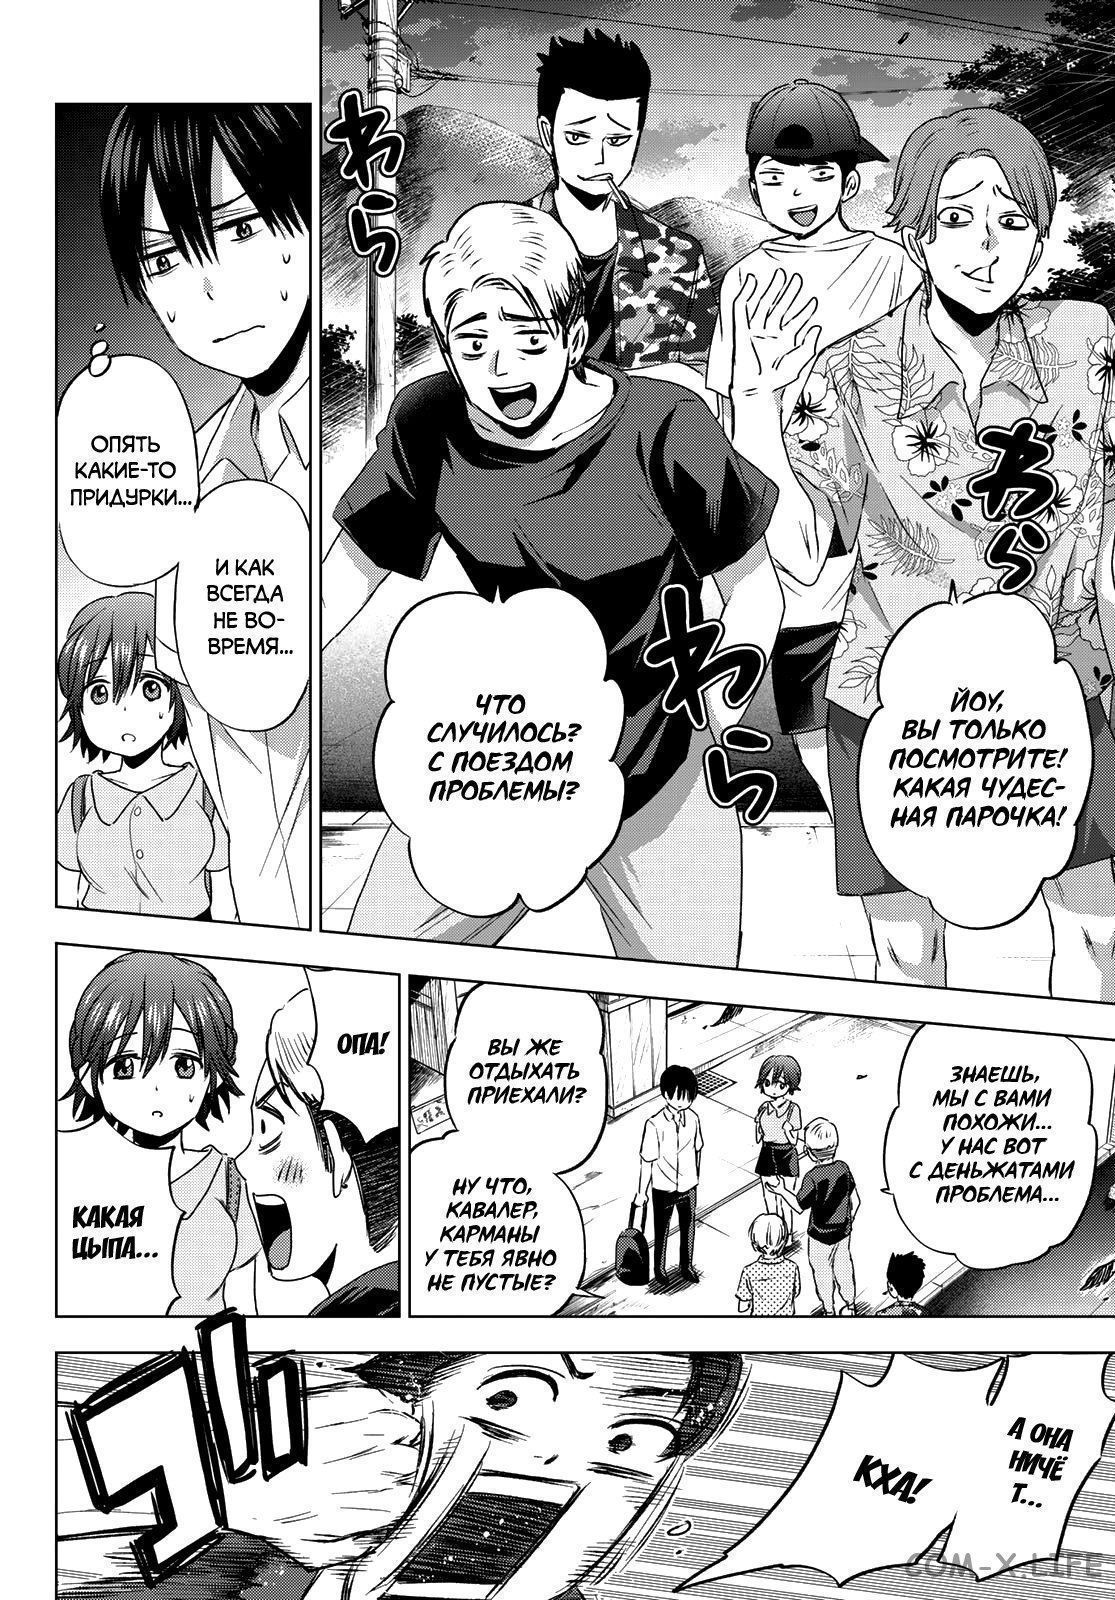 わら
わら
わら
ЙОУ,
ВЫ ТОЛЬКО
ПОСМОТРИТЕ!
КАКАЯ ЧУДЕС-
НАЯ ПАРОЧКА!
ЧТО
СЛУЧИЛОСЬ?
С ПОЕЗДОМ
ПРОБЛЕМЫ?
ОПЯТЬ
КАКИЕ-ТО
ПРИДУРКИ...
И КАК
ВСЕГДА
НЕ ВО-
ВРЕМЯ...
ЗНАЕШЬ,
МЫ С ВАМИ
ПОХОЖИ...
У НАС ВОТ
С ДЕНЬЖАТАМИ
ПРОБЛЕМА...
ВЫ ЖЕ
ОТДЫХАТЬ
ПРИЕХАЛИ?
НУ ЧТО,
КАВАЛЕР,
КАРМАНЫ
У ТЕБЯ ЯВНО
НЕ ПУСТЫЕ?
ОПА!
КАКАЯ
ЦЫПА...
А ОНА
НИЧЁ
Т...
КХА!
COM-X.LIFE